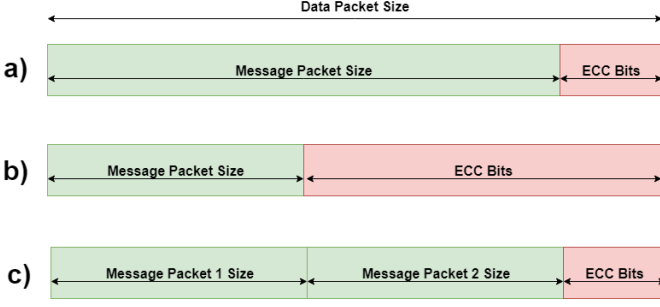 Data Packet Size
a)
Message Packet Size
ECC Bits
b)
Message Packet Size
ECC Bits
c)
Message Packet 1 Size
Message Packet 2 Size
ECC Bits